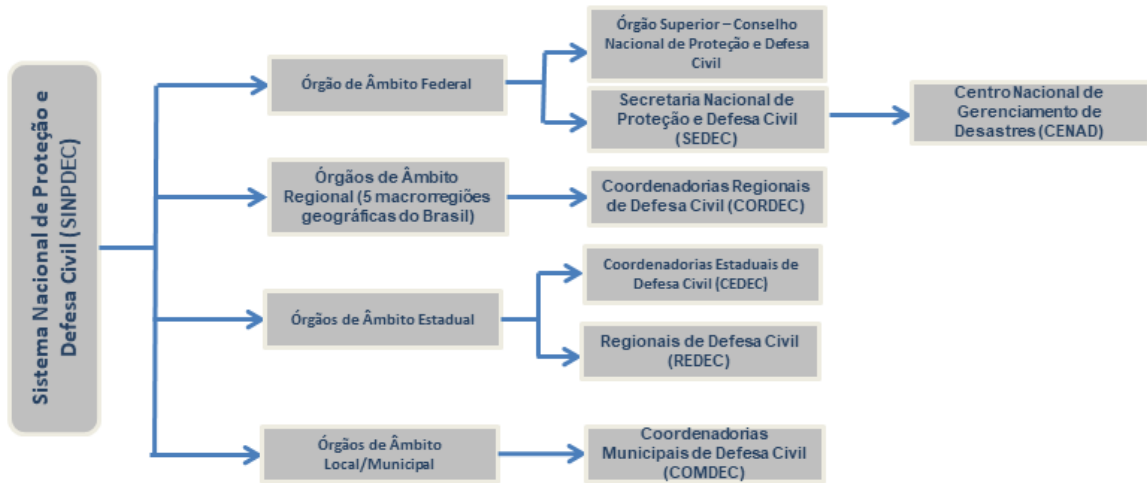 Sistema Nacional de Proteção e
Defesa Civil (SINPDEC)
Órgão de Âmbito Federal
Órgão Superior – Conselho
Nacional de Proteção e Defesa
Civil
Secretaria Nacional de
Proteção e Defesa Civil
(SEDEC)
Centro Nacional de
Gerenciamento de
Desastres (CENAD)
Órgãos de Âmbito
Regional (5 macrorregiões
geográficas do Brasil)
Coordenadorias Regionais
de Defesa Civil (CORDEC)
Órgãos de Âmbito Estadual
Coordenadorias Estaduais de
Defesa Civil (CEDEC)
Regionais de Defesa Civil
(REDEC)
Órgãos de Âmbito
Local/Municipal
Coordenadorias
Municipais de Defesa Civil
(COMDEC)